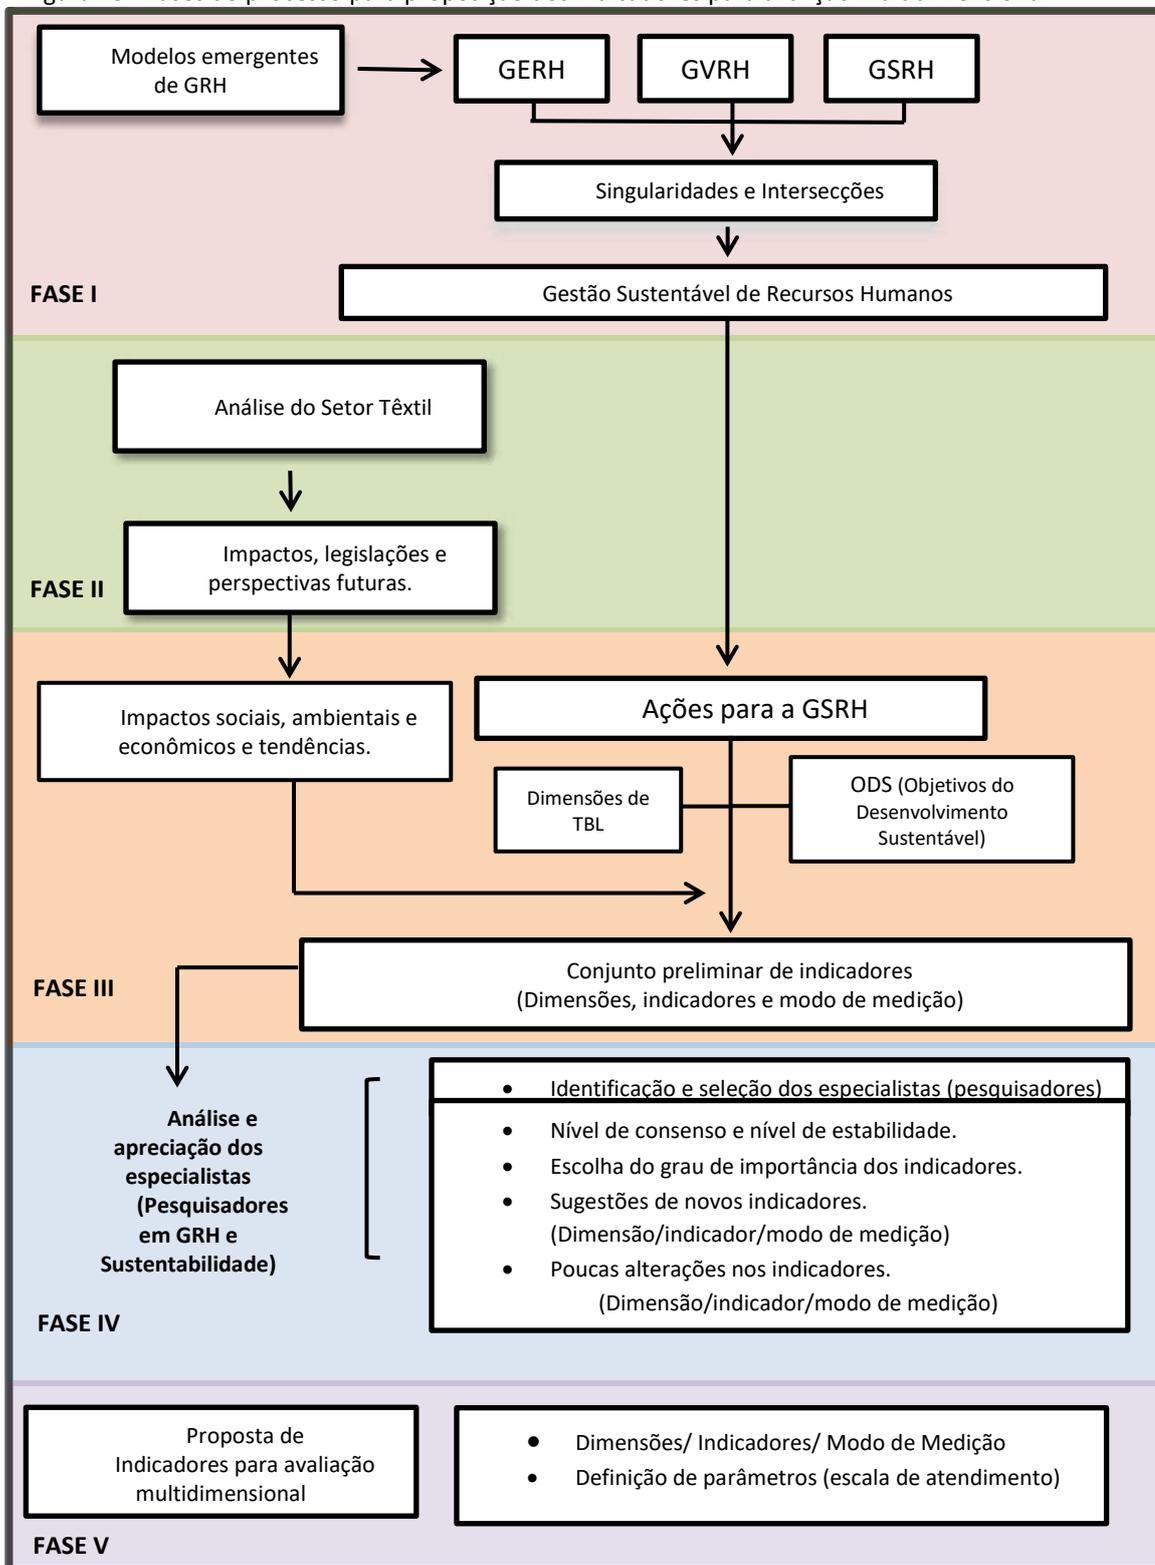 Modelos emergentes
de GRH
GERH
GVRH
GSRH
Singularidades e Intersecções
Gestão Sustentável de Recursos Humanos
FASE I
Análise do Setor Têxtil
Impactos, legislações e
perspectivas futuras.
FASE II
Impactos sociais, ambientais e
econômicos e tendências.
Ações para a GSRH
Dimensões de
TBL
ODS (Objetivos do
Desenvolvimento
Sustentável)
Conjunto preliminar de indicadores
(Dimensões, indicadores e modo de medição)
FASE III
Análise e
apreciação dos
especialistas
(Pesquisadores
em GRH e
Sustentabilidade)
• Identificação e seleção dos especialistas (pesquisadores)
• Nível de consenso e nível de estabilidade.
• Escolha do grau de importância dos indicadores.
• Sugestões de novos indicadores.
(Dimensão/indicador/modo de medição)
• Poucas alterações nos indicadores.
(Dimensão/indicador/modo de medição)
FASE IV
Proposta de
Indicadores para avaliação
multidimensional
• Dimensões/ Indicadores/ Modo de Medição
• Definição de parâmetros (escala de atendimento)
FASE V